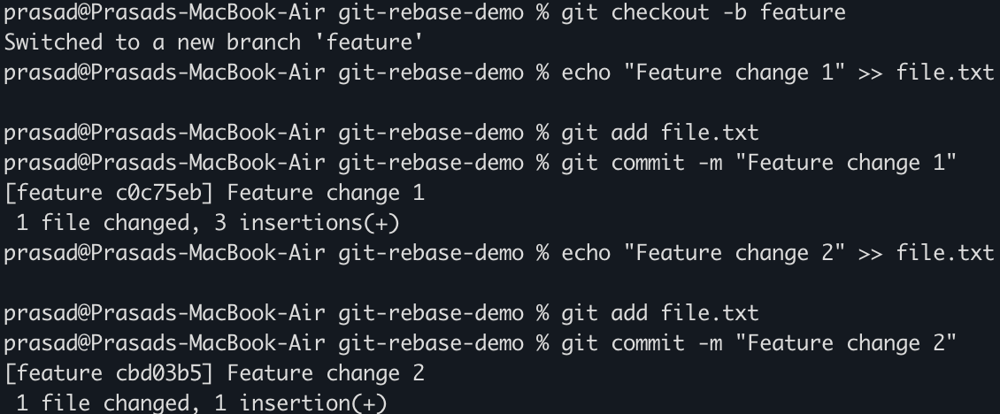 prasad@Prasads-MacBook-Air git-rebase-demo % git checkout -b feature
Switched to a new branch 'feature'
prasad@Prasads-MacBook-Air git-rebase-demo % echo "Feature change 1" >> file.txt
prasad@Prasads-MacBook-Air git-rebase-demo % git add file.txt
prasad@Prasads-MacBook-Air git-rebase-demo % git commit -m "Feature change 1"
[feature c0c75eb] Feature change 1
 1 file changed, 3 insertions(+)
prasad@Prasads-MacBook-Air git-rebase-demo % echo "Feature change 2" >> file.txt
prasad@Prasads-MacBook-Air git-rebase-demo % git add file.txt
prasad@Prasads-MacBook-Air git-rebase-demo % git commit -m "Feature change 2"
[feature cbd03b5] Feature change 2
 1 file changed, 1 insertion(+)